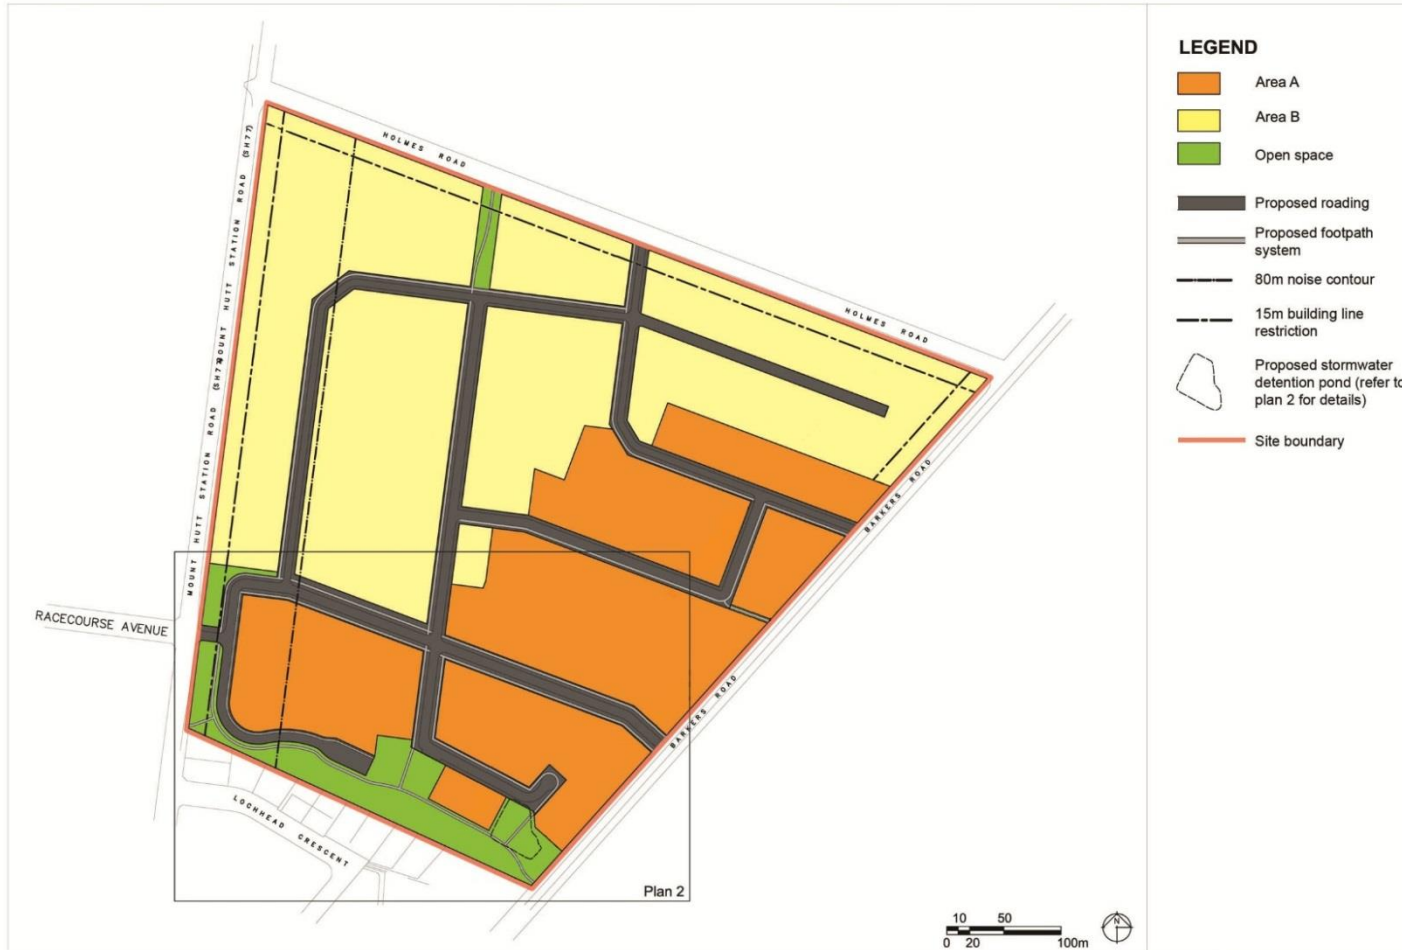 LEGEND
Area A
Area B
Open space
Proposed roading
Proposed footpath
system
80m noise contour
15m building line
restriction
Proposed stormwater
detention pond (refer to
plan 2 for details)
Site boundary
HOLMES ROAD
HOLMES ROAD
MOUNT HUTT STATION ROAD (SH77)
MOUNT HUTT STATION ROAD (SH77)
BARKERS ROAD
BARKERS ROAD
RACECOURSE AVENUE
LOCHHEAD CRESCENT
Plan 2
10 50
0 20 100m
N